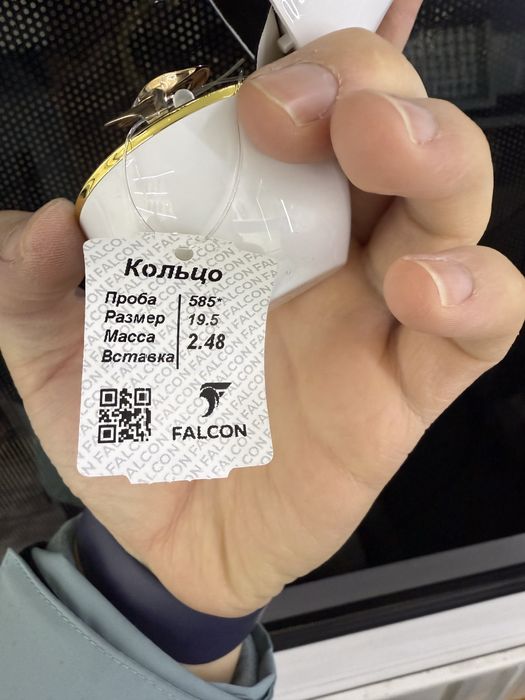 Кольцо
Проба 585*
Размер 19.5
Масса 2.48
Вставка
FALCON